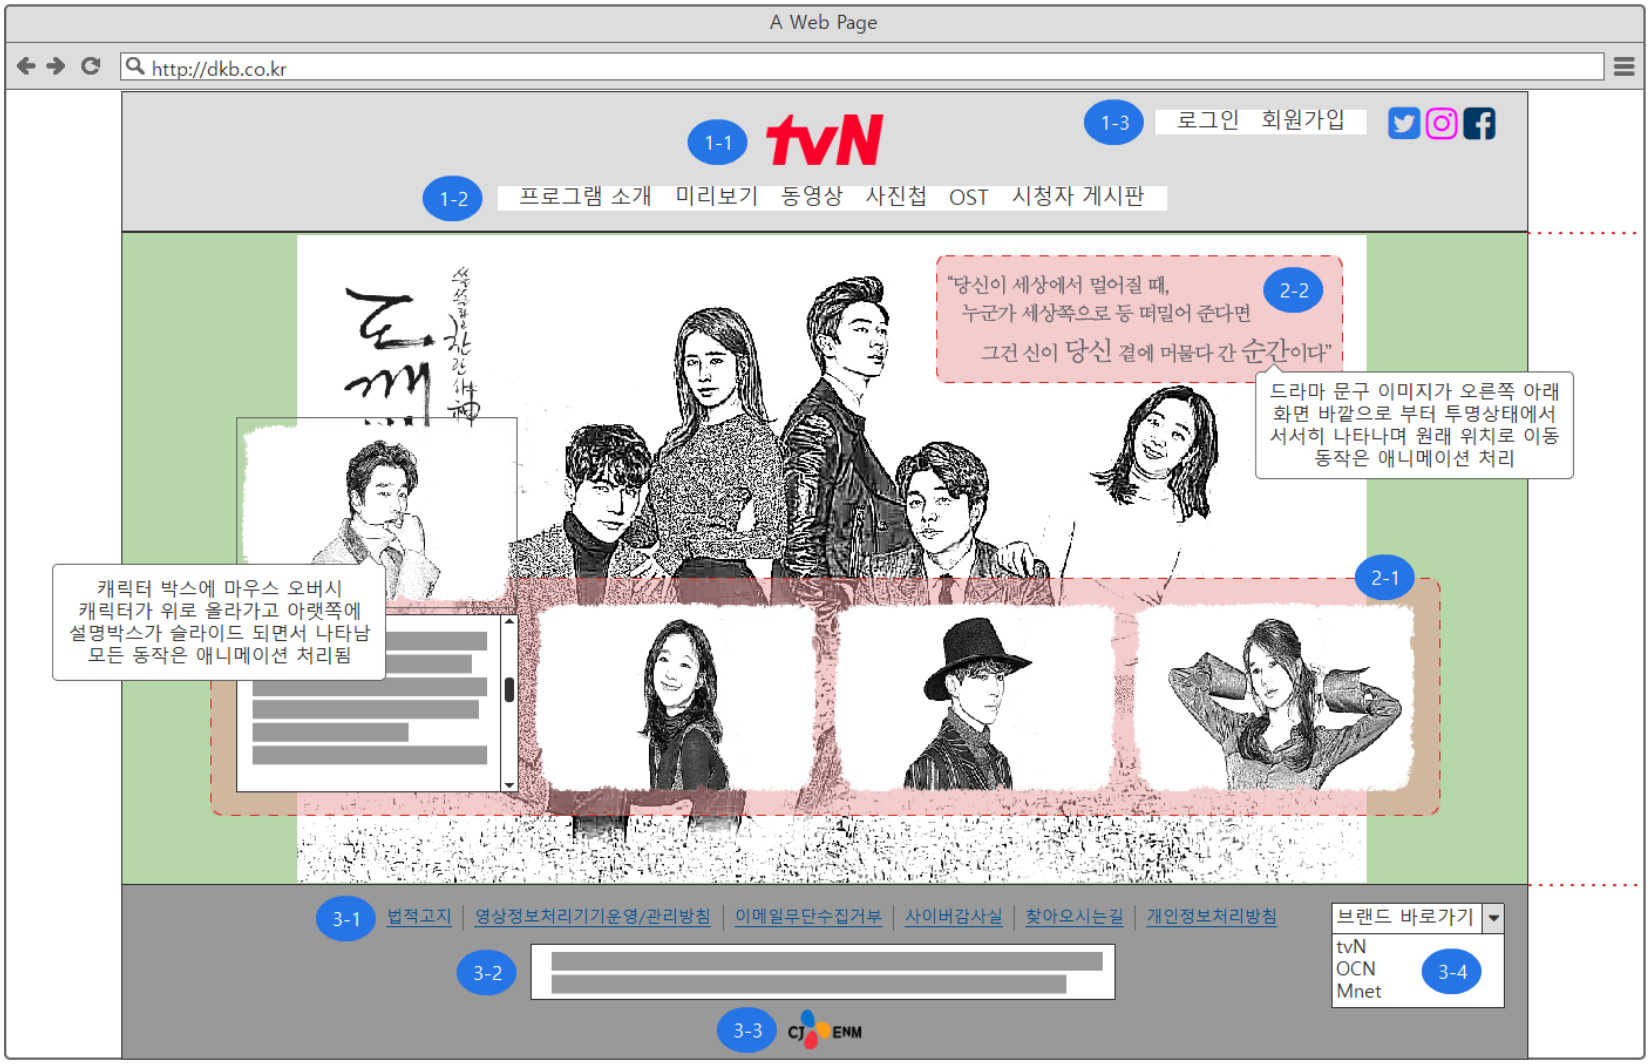 A Web Page
http://dkb.co.kr
1-1
tvN
1-3
로그인 회원가입
1-2
프로그램 소개 미리보기 동영상 사진첩 OST 시청자 게시판
쓸쓸하고 찬란하神
도깨
“당신이 세상에서 멀어질 때,
누군가 세상쪽으로 등 떠밀어 준다면
그건 신이 당신 곁에 머물다 간 순간이다”
2-2
드라마 문구 이미지가 오른쪽 아래
화면 바깥으로 부터 투명상태에서
서서히 나타나며 원래 위치로 이동
동작은 애니메이션 처리
캐릭터 박스에 마우스 오버시
캐릭터가 위로 올라가고 아랫쪽에
설명박스가 슬라이드 되면서 나타남
모든 동작은 애니메이션 처리됨
2-1
3-1
법적고지 영상정보처리기기운영/관리방침 이메일무단수집거부 사이버감사실 찾아오시는길 개인정보처리방침
브랜드 바로가기
tvN
OCN
Mnet
3-4
3-2
3-3
CJ ENM